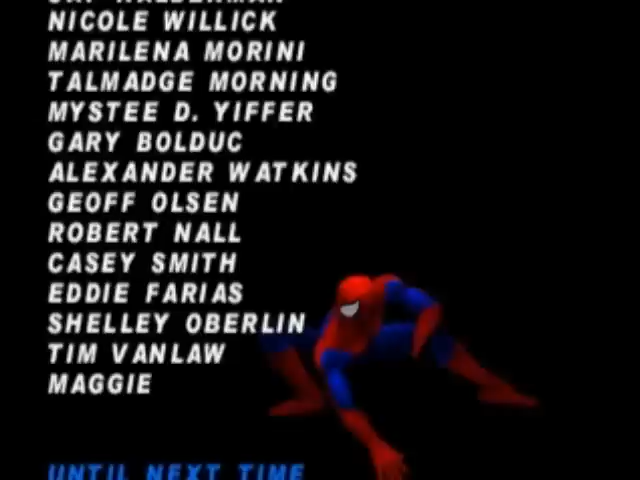 NICOLE WILLICK
MARILENA MORINI
TALMADGE MORNING
MYSTEE D. YIFFER
GARY BOLDUC
ALEXANDER WATKINS
GEOFF OLSEN
ROBERT NALL
CASEY SMITH
EDDIE FARIAS
SHELLEY OBERLIN
TIM VANLAW
MAGGIE
UNTIL NEXT TIME